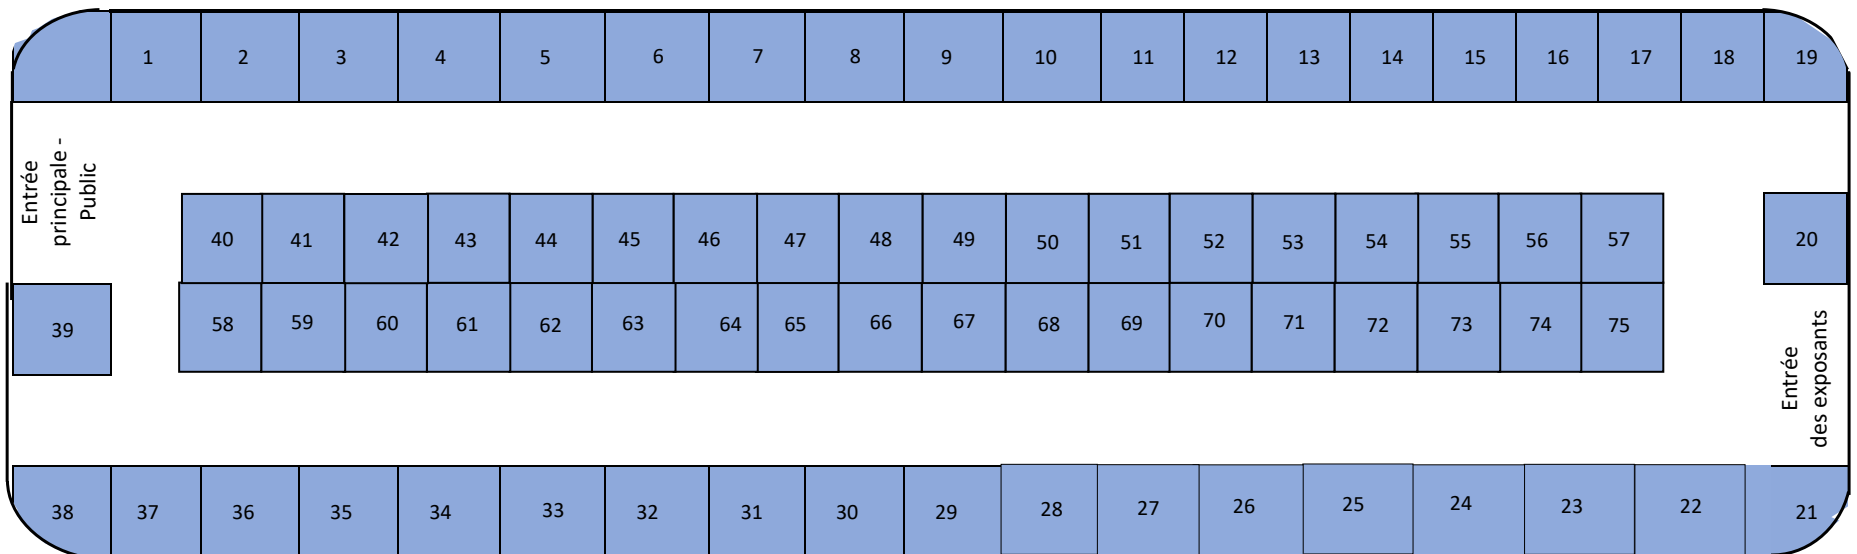 1 2 3 4 5 6 7 8 9 10 11 12 13 14 15 16 17 18 19
Entrée
principale -
Public
40 41 42 43 44 45 46 47 48 49 50 51 52 53 54 55 56 57
20
39
58 59 60 61 62 63 64 65 66 67 68 69 70 71 72 73 74 75
Entrée
des exposants
38 37 36 35 34 33 32 31 30 29 28 27 26 25 24 23 22 21